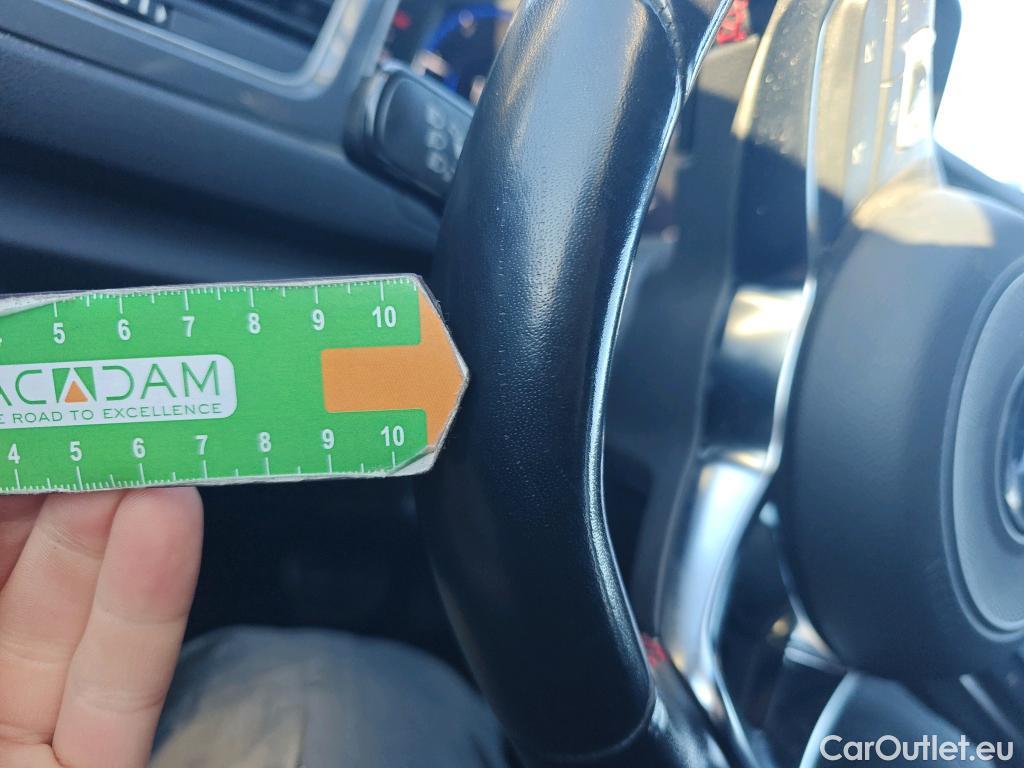 5 6 7 8 9 10
ACADAM
E ROAD TO EXCELLENCE
4 5 6 7 8 9 10
CarOutlet.eu